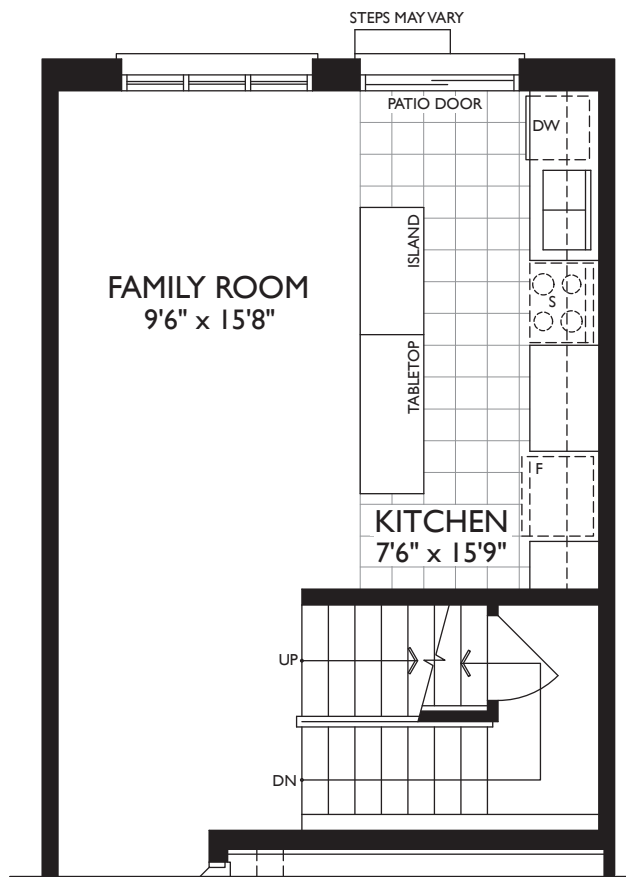 STEPS MAY VARY
PATIO DOOR
DW
ISLAND
FAMILY ROOM
9'6" x 15'8"
S
TABLETOP
F
KITCHEN
7'6" x 15'9"
UP
DN